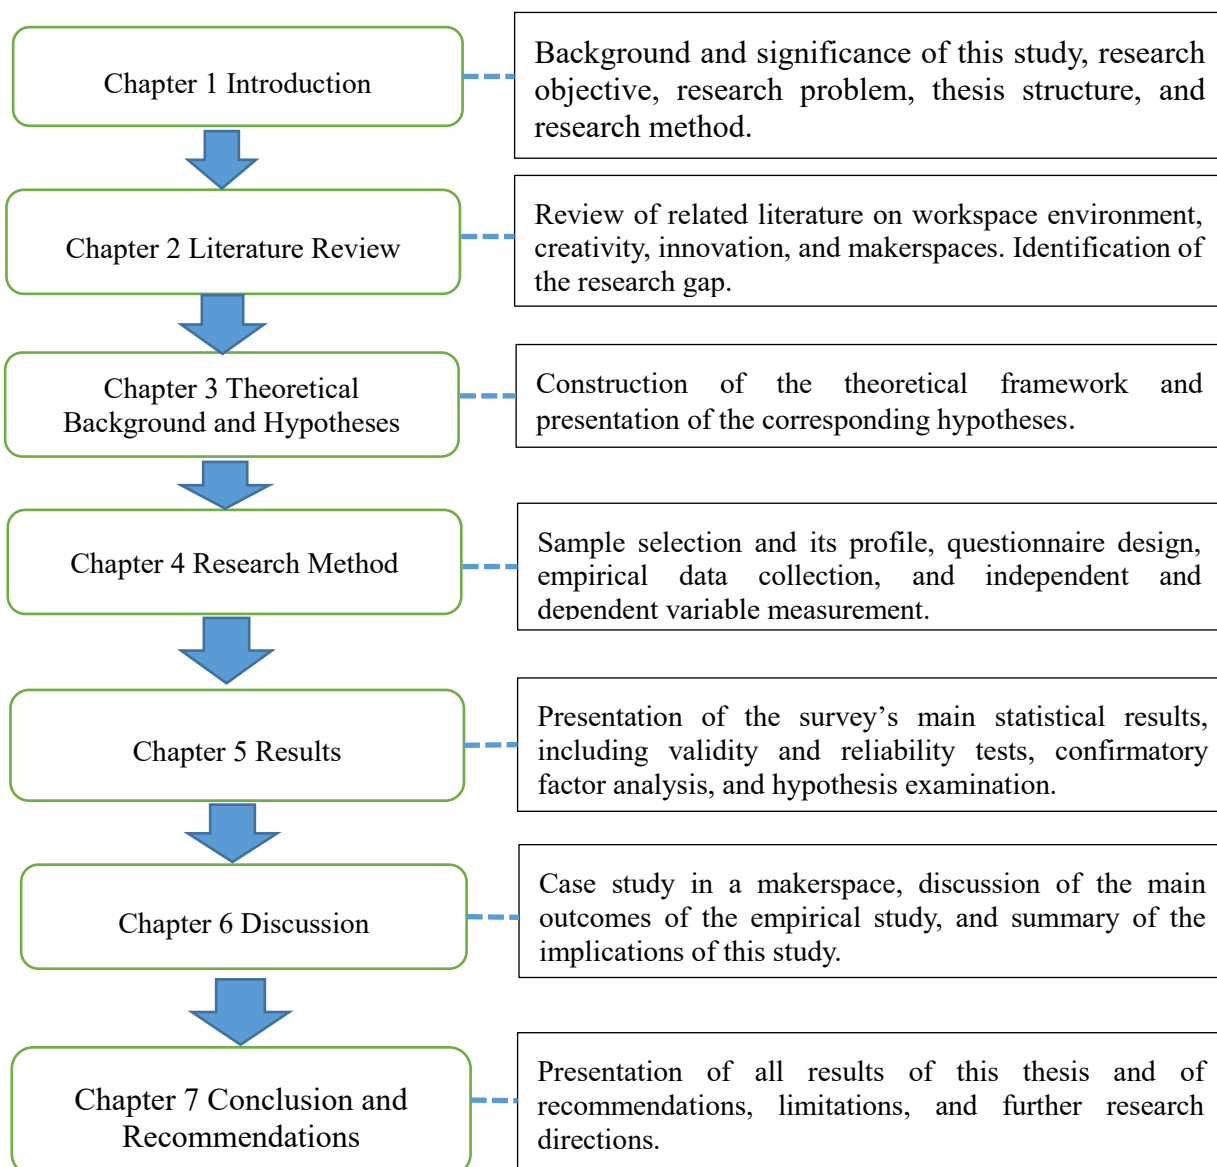 Chapter 1 Introduction
Background and significance of this study, research
objective, research problem, thesis structure, and
research method.
Chapter 2 Literature Review
Review of related literature on workspace environment,
creativity, innovation, and makerspaces. Identification of
the research gap.
Chapter 3 Theoretical
Background and Hypotheses
Construction of the theoretical framework and
presentation of the corresponding hypotheses.
Chapter 4 Research Method
Sample selection and its profile, questionnaire design,
empirical data collection, and independent and
dependent variable measurement.
Chapter 5 Results
Presentation of the survey’s main statistical results,
including validity and reliability tests, confirmatory
factor analysis, and hypothesis examination.
Chapter 6 Discussion
Case study in a makerspace, discussion of the main
outcomes of the empirical study, and summary of the
implications of this study.
Chapter 7 Conclusion and
Recommendations
Presentation of all results of this thesis and of
recommendations, limitations, and further research
directions.